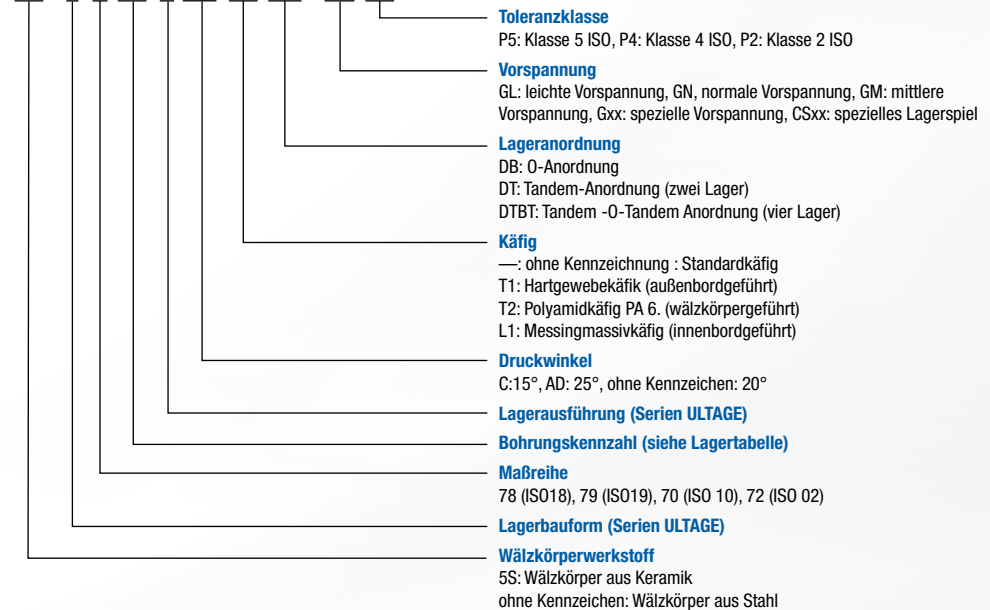 Toleranzklasse
P5: Klasse 5 ISO, P4: Klasse 4 ISO, P2: Klasse 2 ISO
Vorspannung
GL: leichte Vorspannung, GN, normale Vorspannung, GM: mittlere
Vorspannung, Gxx: spezielle Vorspannung, CSxx: spezielles Lagerspiel
Lageranordnung
DB: O-Anordnung
DT: Tandem-Anordnung (zwei Lager)
DTBT: Tandem -O-Tandem Anordnung (vier Lager)
Käfig
—: ohne Kennzeichnung : Standardkäfig
T1: Hartgewebekäfik (außenbordgeführt)
T2: Polyamidkäfig PA 6. (wälzkörpergeführt)
L1: Messingmassivkäfig (innenbordgeführt)
Druckwinkel
C:15°, AD: 25°, ohne Kennzeichen: 20°
Lagerausführung (Serien ULTAGE)
Bohrungskennzahl (siehe Lagertabelle)
Maßreihe
78 (ISO18), 79 (ISO19), 70 (ISO 10), 72 (ISO 02)
Lagerbauform (Serien ULTAGE)
Wälzkörperwerkstoff
5S: Wälzkörper aus Keramik
ohne Kennzeichen: Wälzkörper aus Stahl